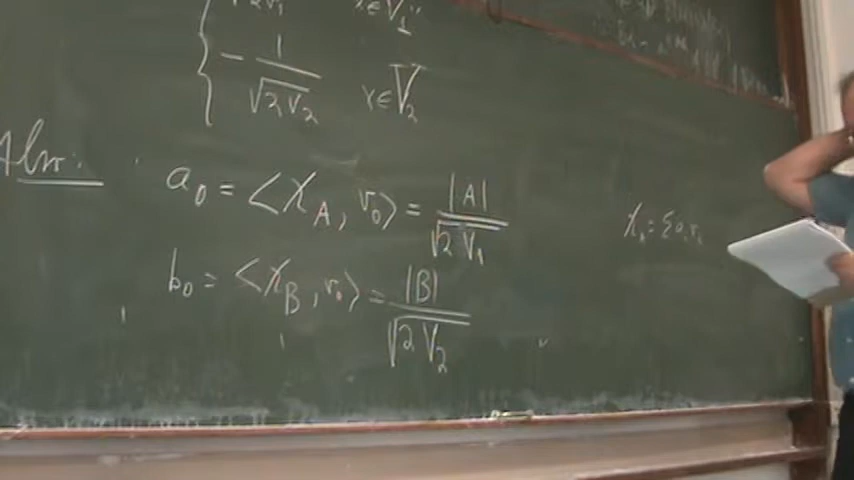 x∈V₁
- 1/√(2V₂) x∈V₂
Also:
a₀ = ⟨χ_A, v₀⟩ = |A|/√(2V₁)
b₀ = ⟨χ_B, v₀⟩ = |B|/√(2V₂)